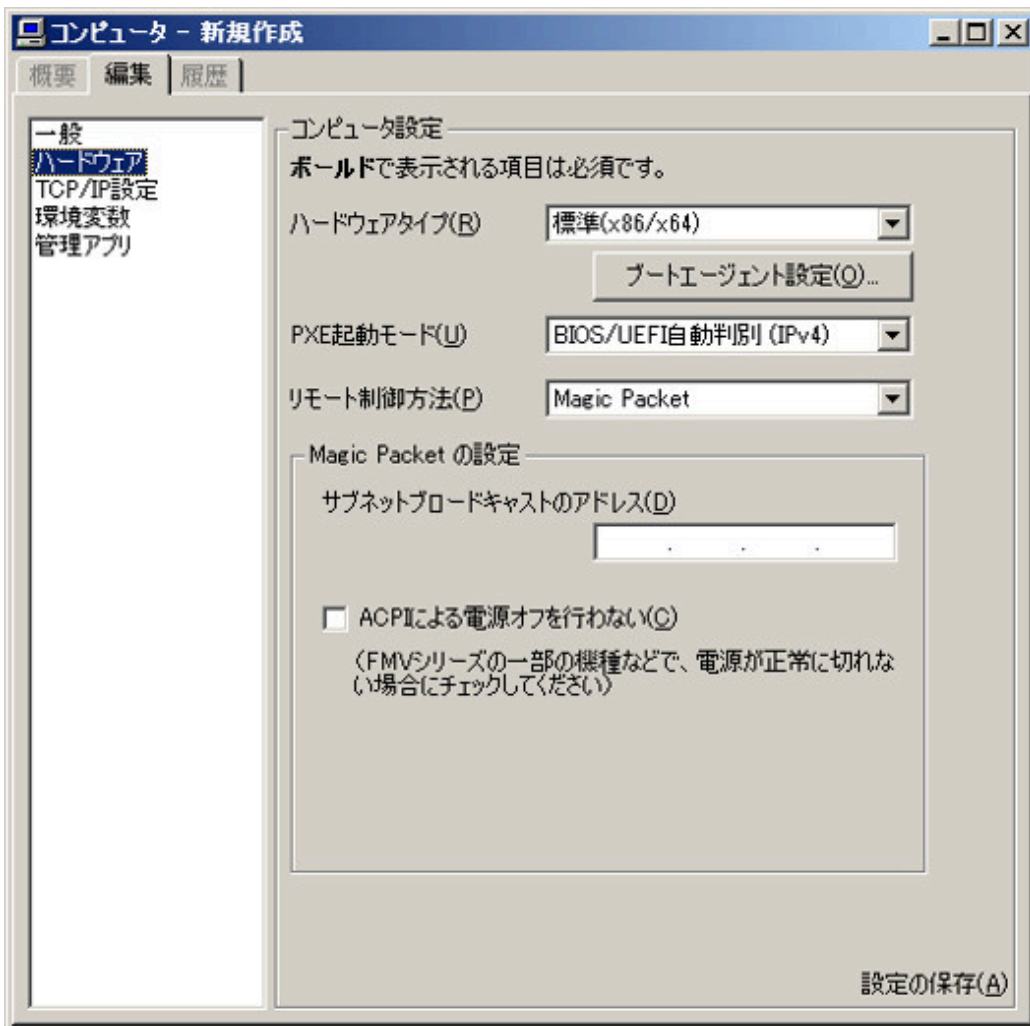 コンピュータ - 新規作成
概要 編集 履歴
一般
ハードウェア
TCP/IP設定
環境変数
管理アプリ
コンピュータ設定
ボールドで表示される項目は必須です。
ハードウェアタイプ(R) 標準(x86/x64)
ブートエージェント設定(O)...
PXE起動モード(U) BIOS/UEFI自動判別 (IPv4)
リモート制御方法(P) Magic Packet
Magic Packet の設定
サブネットブロードキャストのアドレス(D)
. . .
ACPIによる電源オフを行わない(C)
(FMVシリーズの一部の機種などで、電源が正常に切れな
い場合にチェックしてください)
設定の保存(A)